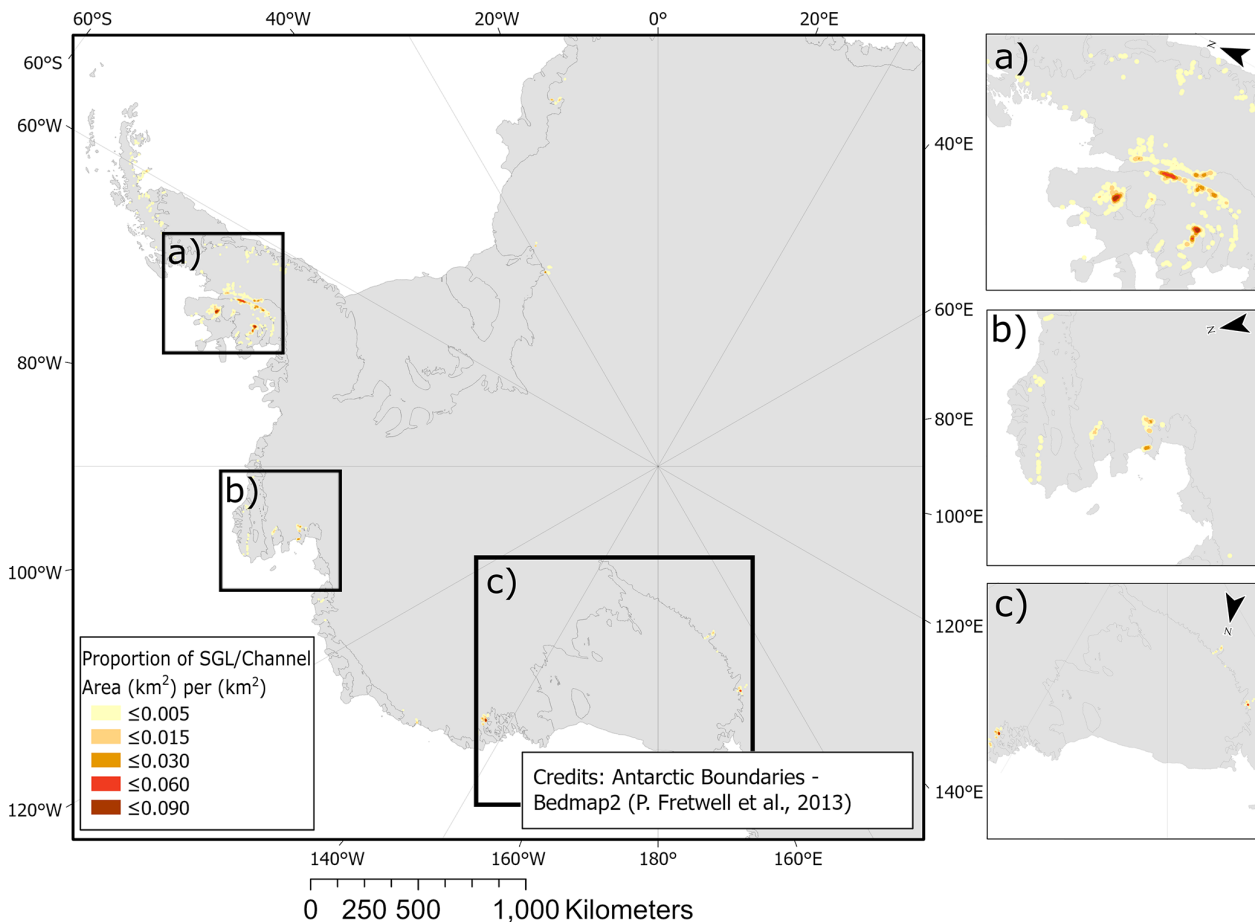 60°S 40°W 20°W 0° 20°E
60°S
60°W
80°W
100°W
120°W
40°E
60°E
80°E
100°E
120°E
140°E
140°W 160°W 180° 160°E
a)
b)
c)
Proportion of SGL/Channel
Area (km²) per (km²)
≤0.005
≤0.015
≤0.030
≤0.060
≤0.090
Credits: Antarctic Boundaries -
Bedmap2 (P. Fretwell et al., 2013)
0 250 500 1,000 Kilometers
a)
N
b)
N
c)
N